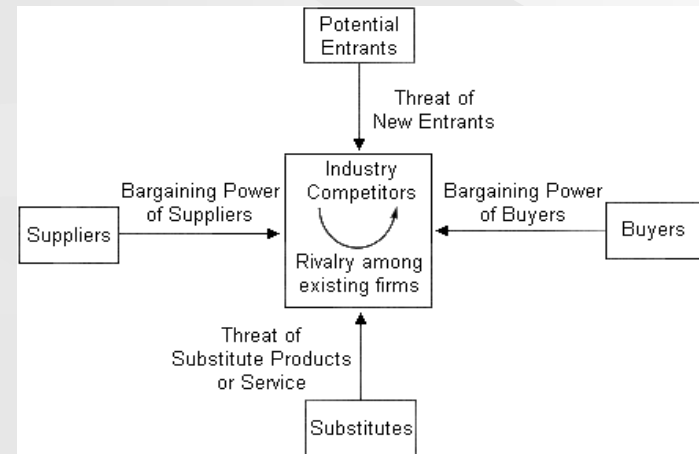 Potential
Entrants
Threat of
New Entrants
Industry
Competitors
Bargaining Power
of Suppliers
Bargaining Power
of Buyers
Suppliers
Buyers
Rivalry among
existing firms
Threat of
Substitute Products
or Service
Substitutes